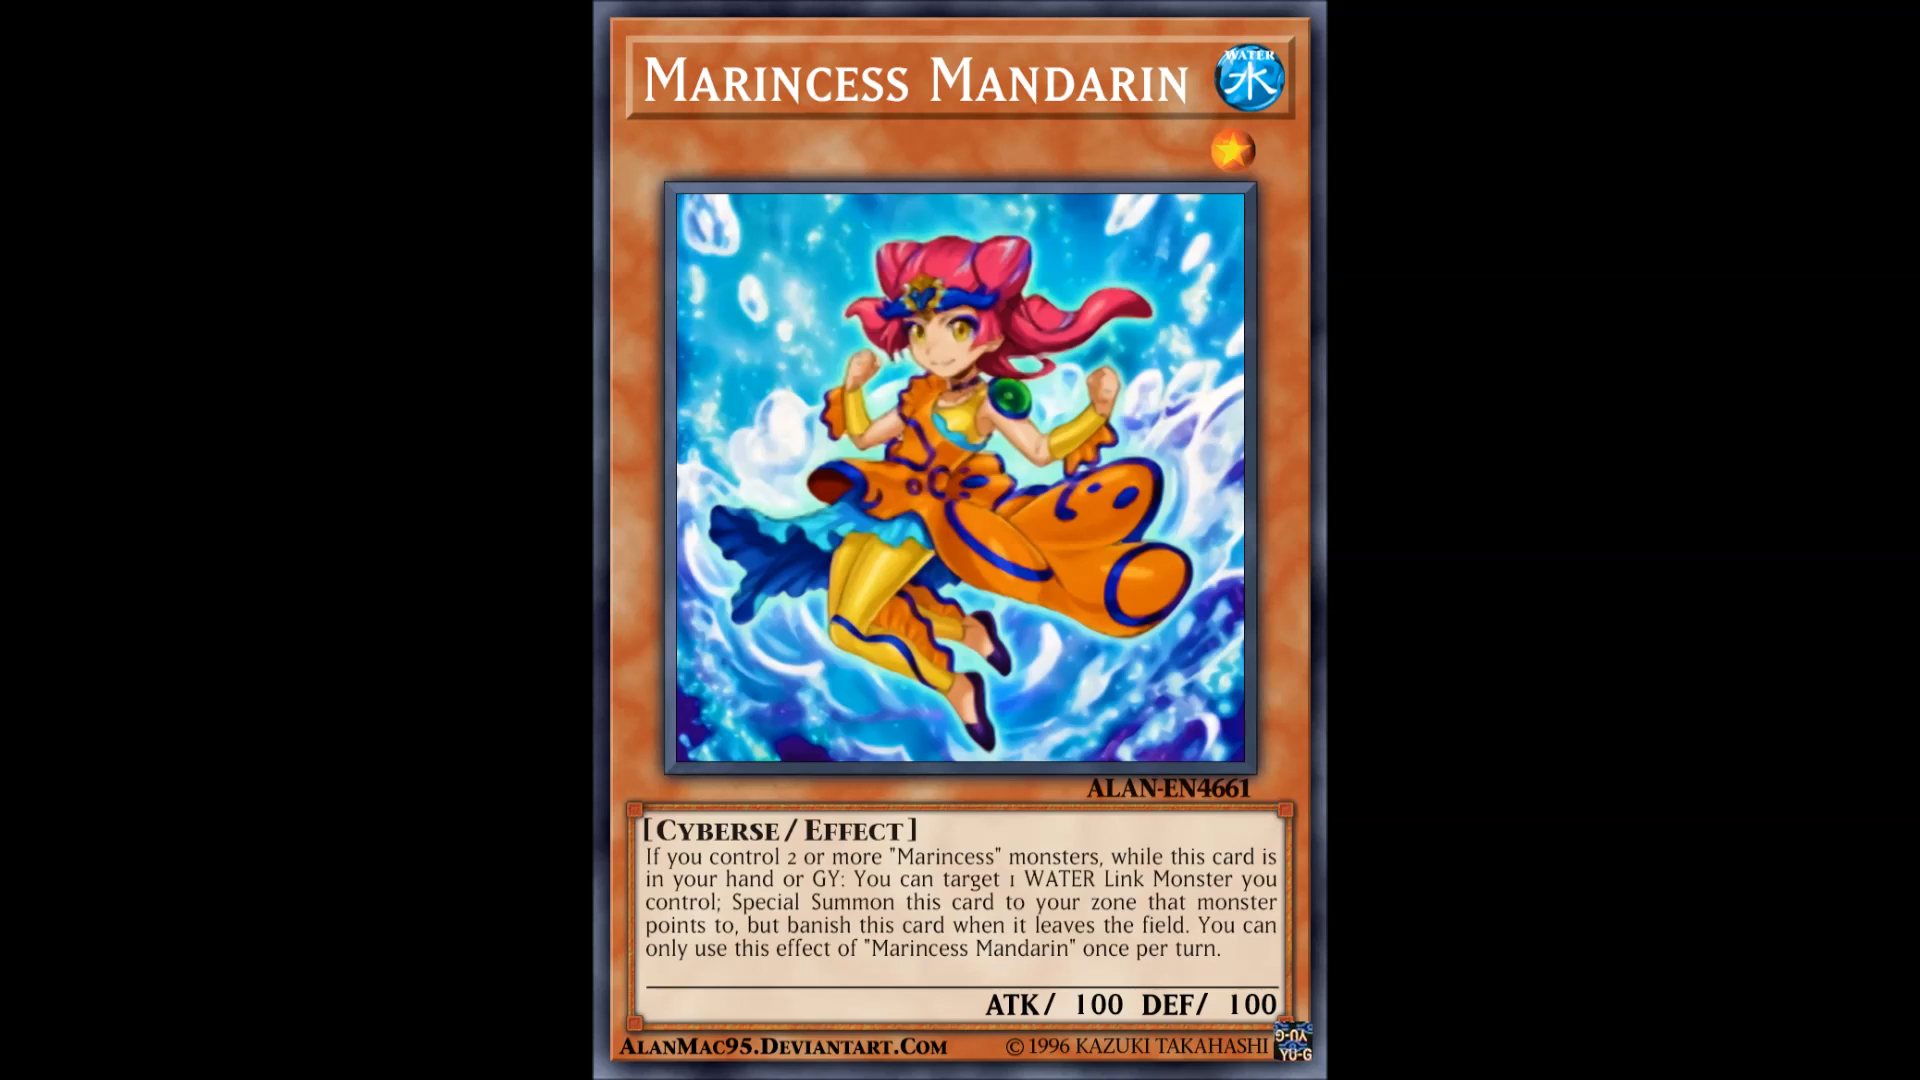 Marincess Mandarin
WATER
水
ALAN-EN4661
[Cyberse/Effect]
If you control 2 or more "Marincess" monsters, while this card is
in your hand or GY: You can target 1 WATER Link Monster you
control; Special Summon this card to your zone that monster
points to, but banish this card when it leaves the field. You can
only use this effect of "Marincess Mandarin" once per turn.
ATK/ 100 DEF/ 100
AlanMac95.Deviantart.Com
© 1996 KAZUKI TAKAHASHI